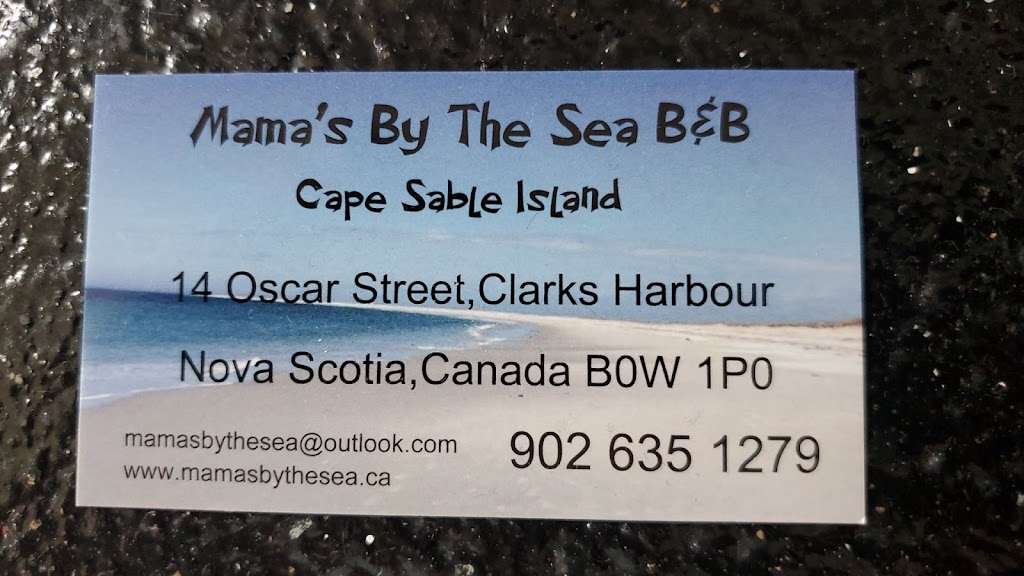 Mama's By The Sea B&B
Cape Sable Island
14 Oscar Street,Clarks Harbour
Nova Scotia,Canada B0W 1P0
mamasbythesea@outlook.com
www.mamasbythesea.ca
902 635 1279